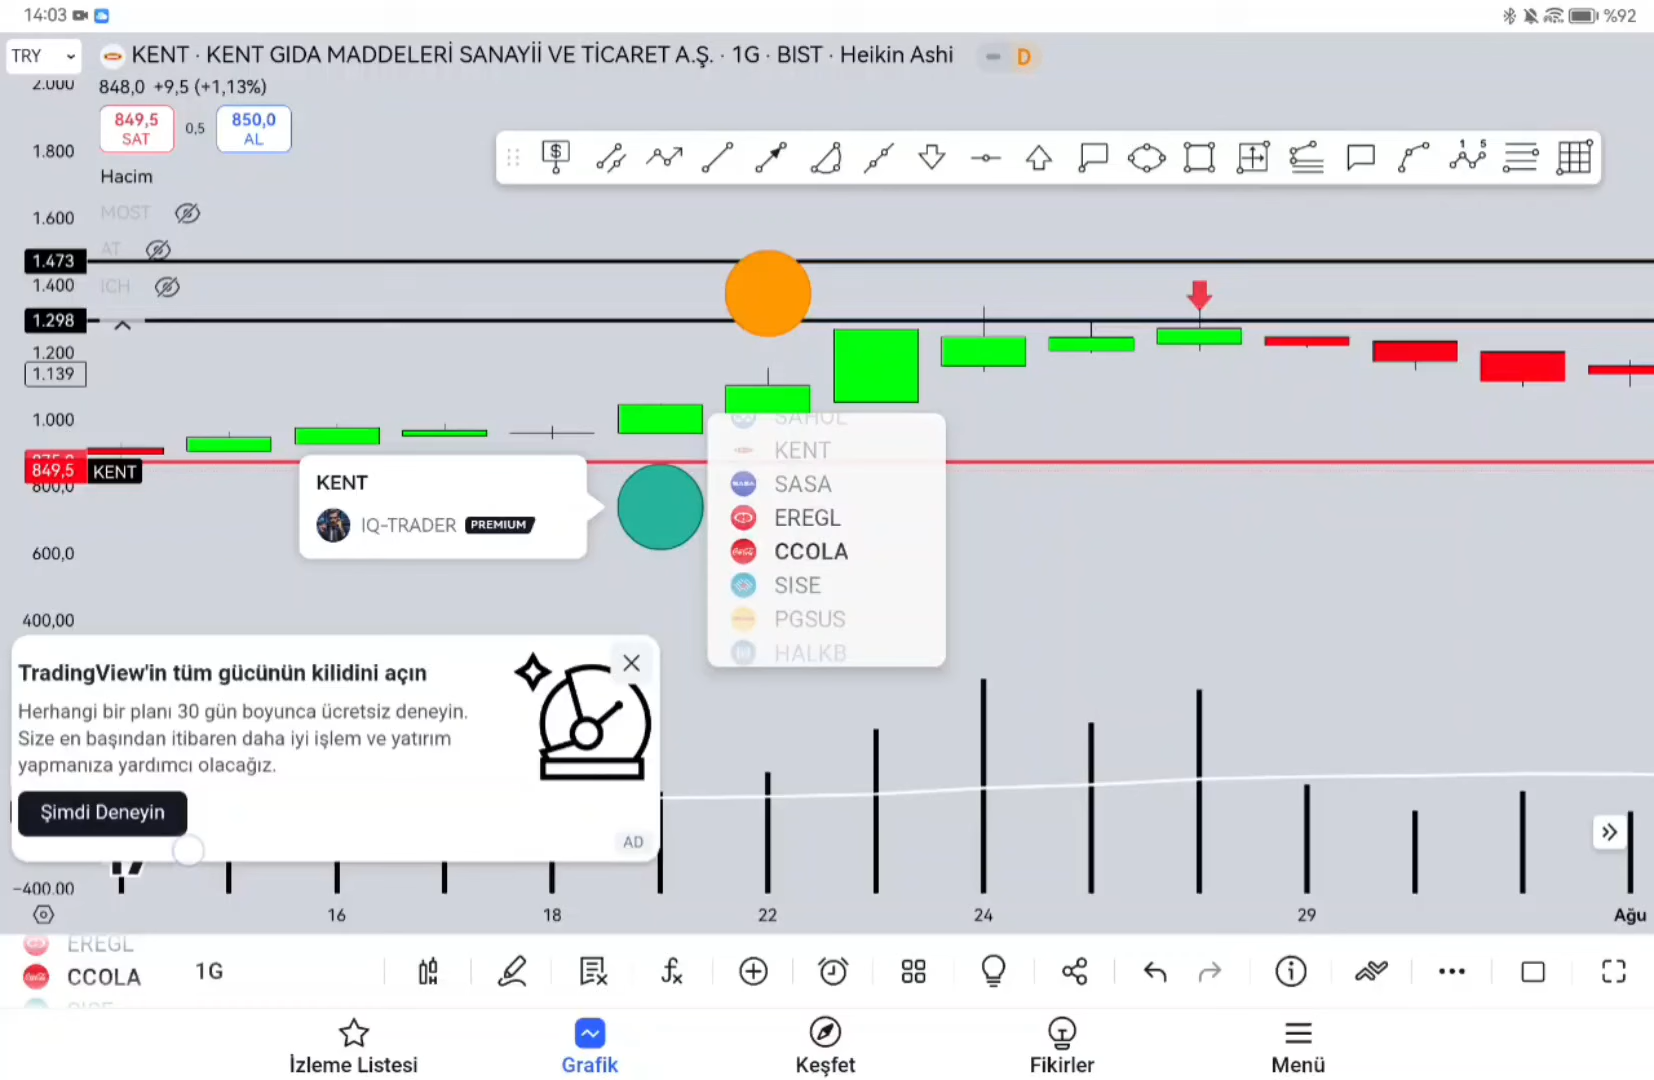 14:03
%92
TRY
KENT · KENT GIDA MADDELERİ SANAYİİ VE TİCARET A.Ş. · 1G · BIST · Heikin Ashi
D
2.000
848,0 +9,5 (+1,13%)
849,5
SAT
0,5
850,0
AL
1.800
Hacim
1.600
MOST
AT
1.473
1.400
ICH
1.298
1.200
1.139
1.000
849,5
KENT
800,0
KENT
IQ-TRADER PREMIUM
SAHOL
KENT
SASA
EREGL
CCOLA
SISE
PGSUS
HALKB
600,0
400,00
TradingView'in tüm gücünün kilidini açın
Herhangi bir planı 30 gün boyunca ücretsiz deneyin.
Size en başından itibaren daha iyi işlem ve yatırım
yapmanıza yardımcı olacağız.
Şimdi Deneyin
AD
−400.00
16
18
22
24
29
Ağu
EREGL
CCOLA
SISE
1G
İzleme Listesi
Grafik
Keşfet
Fikirler
Menü